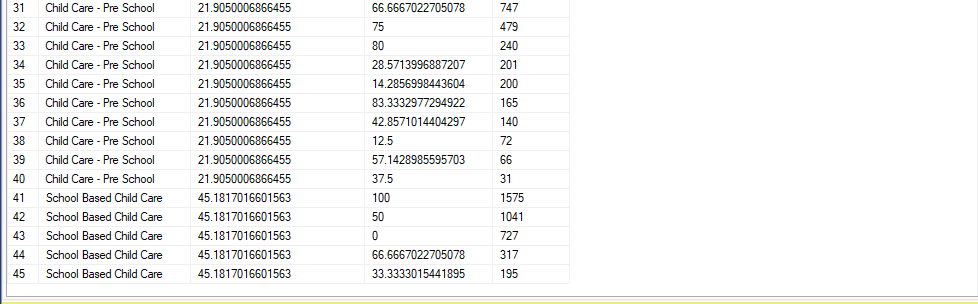 31 Child Care - Pre School 21.9050006866455 66.6667022705078 747
32 Child Care - Pre School 21.9050006866455 75 479
33 Child Care - Pre School 21.9050006866455 80 240
34 Child Care - Pre School 21.9050006866455 28.5713996887207 201
35 Child Care - Pre School 21.9050006866455 14.2856998443604 200
36 Child Care - Pre School 21.9050006866455 83.3332977294922 165
37 Child Care - Pre School 21.9050006866455 42.8571014404297 140
38 Child Care - Pre School 21.9050006866455 12.5 72
39 Child Care - Pre School 21.9050006866455 57.1428985595703 66
40 Child Care - Pre School 21.9050006866455 37.5 31
41 School Based Child Care 45.1817016601563 100 1575
42 School Based Child Care 45.1817016601563 50 1041
43 School Based Child Care 45.1817016601563 0 727
44 School Based Child Care 45.1817016601563 66.6667022705078 317
45 School Based Child Care 45.1817016601563 33.3333015441895 195